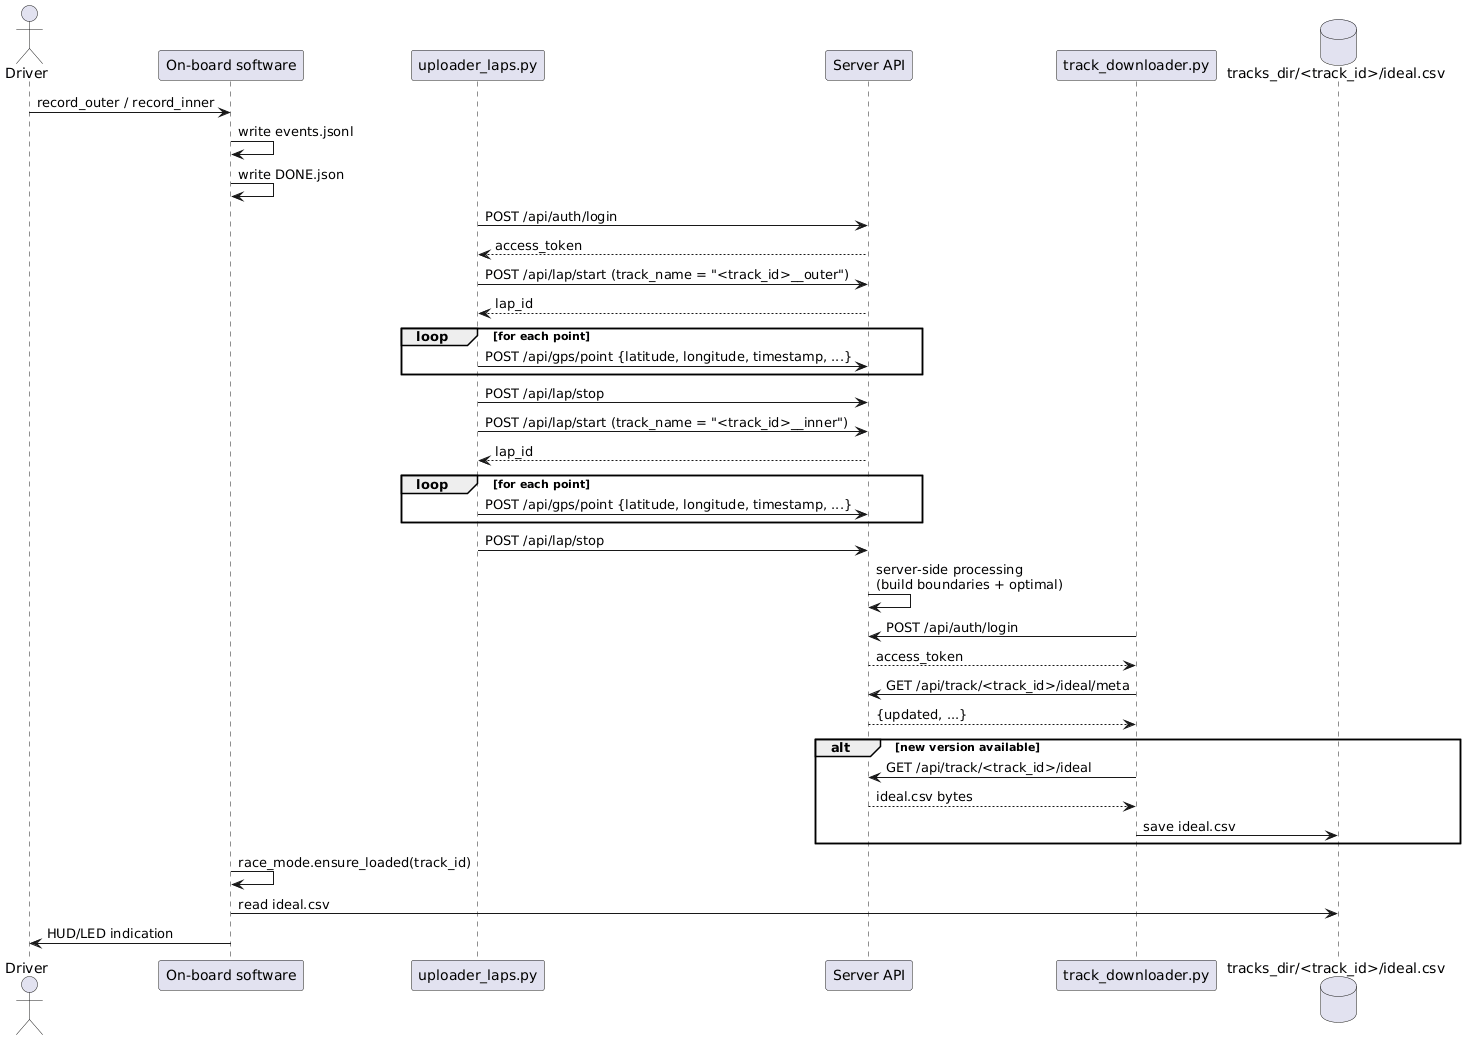 Driver
On-board software
uploader_laps.py
Server API
track_downloader.py
tracks_dir/<track_id>/ideal.csv
record_outer / record_inner
write events.jsonl
write DONE.json
POST /api/auth/login
access_token
POST /api/lap/start (track_name = "<track_id>__outer")
lap_id
loop
[for each point]
POST /api/gps/point {latitude, longitude, timestamp, ...}
POST /api/lap/stop
POST /api/lap/start (track_name = "<track_id>__inner")
lap_id
loop
[for each point]
POST /api/gps/point {latitude, longitude, timestamp, ...}
POST /api/lap/stop
server-side processing
(build boundaries + optimal)
POST /api/auth/login
access_token
GET /api/track/<track_id>/ideal/meta
{updated, ...}
alt
[new version available]
GET /api/track/<track_id>/ideal
ideal.csv bytes
save ideal.csv
race_mode.ensure_loaded(track_id)
read ideal.csv
HUD/LED indication
Driver
On-board software
uploader_laps.py
Server API
track_downloader.py
tracks_dir/<track_id>/ideal.csv